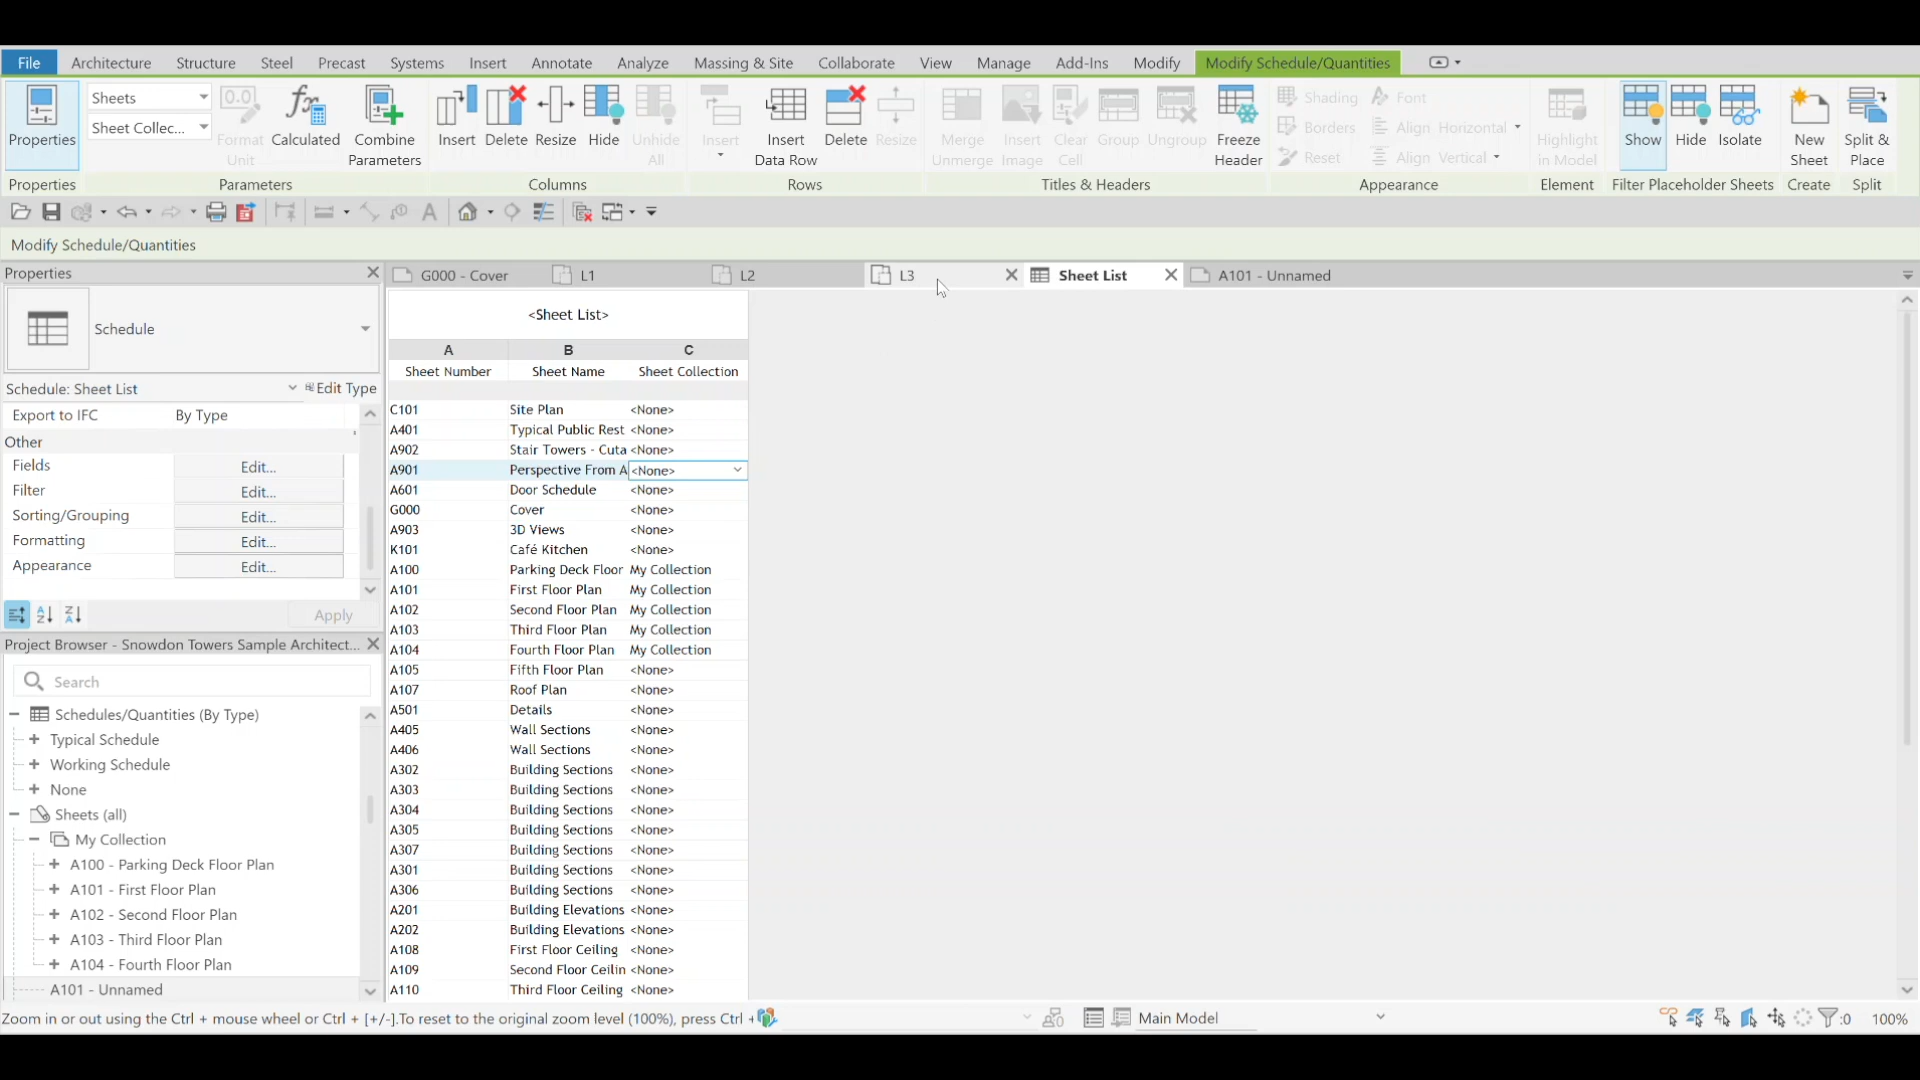 File Architecture Structure Steel Precast Systems Insert Annotate Analyze Massing & Site Collaborate View Manage Add-Ins Modify Modify Schedule/Quantities
Properties
Sheets
Sheet Collec...
0.0
Format
Unit
fx
Calculated
Combine
Parameters
Insert Delete Resize Hide Unhide
All
Insert
Insert
Data Row
Delete Resize
Merge
Unmerge
Insert
Image
Clear
Cell
Group Ungroup Freeze
Header
Shading
Borders
Reset
Font
Align Horizontal
Align Vertical
Highlight
in Model
Show Hide Isolate
New
Sheet
Split &
Place
Properties Parameters Columns Rows Titles & Headers Appearance Element Filter Placeholder Sheets Create Split
Modify Schedule/Quantities
Properties
G000 - Cover L1 L2 L3 Sheet List A101 - Unnamed
Schedule
Schedule: Sheet List Edit Type
Export to IFC By Type
Other
Fields Edit...
Filter Edit...
Sorting/Grouping Edit...
Formatting Edit...
Appearance Edit...
Apply
Project Browser - Snowdon Towers Sample Architect...
Search
Schedules/Quantities (By Type)
Typical Schedule
Working Schedule
None
Sheets (all)
My Collection
A100 - Parking Deck Floor Plan
A101 - First Floor Plan
A102 - Second Floor Plan
A103 - Third Floor Plan
A104 - Fourth Floor Plan
A101 - Unnamed
<Sheet List>
A B C
Sheet Number Sheet Name Sheet Collection
C101 Site Plan <None>
A401 Typical Public Rest <None>
A902 Stair Towers - Cuta <None>
A901 Perspective From A <None>
A601 Door Schedule <None>
G000 Cover <None>
A903 3D Views <None>
K101 Café Kitchen <None>
A100 Parking Deck Floor My Collection
A101 First Floor Plan My Collection
A102 Second Floor Plan My Collection
A103 Third Floor Plan My Collection
A104 Fourth Floor Plan My Collection
A105 Fifth Floor Plan <None>
A107 Roof Plan <None>
A501 Details <None>
A405 Wall Sections <None>
A406 Wall Sections <None>
A302 Building Sections <None>
A303 Building Sections <None>
A304 Building Sections <None>
A305 Building Sections <None>
A307 Building Sections <None>
A301 Building Sections <None>
A306 Building Sections <None>
A201 Building Elevations <None>
A202 Building Elevations <None>
A108 First Floor Ceiling <None>
A109 Second Floor Ceilin <None>
A110 Third Floor Ceiling <None>
Zoom in or out using the Ctrl + mouse wheel or Ctrl + [+/-].To reset to the original zoom level (100%), press Ctrl +
Main Model
:0
100%